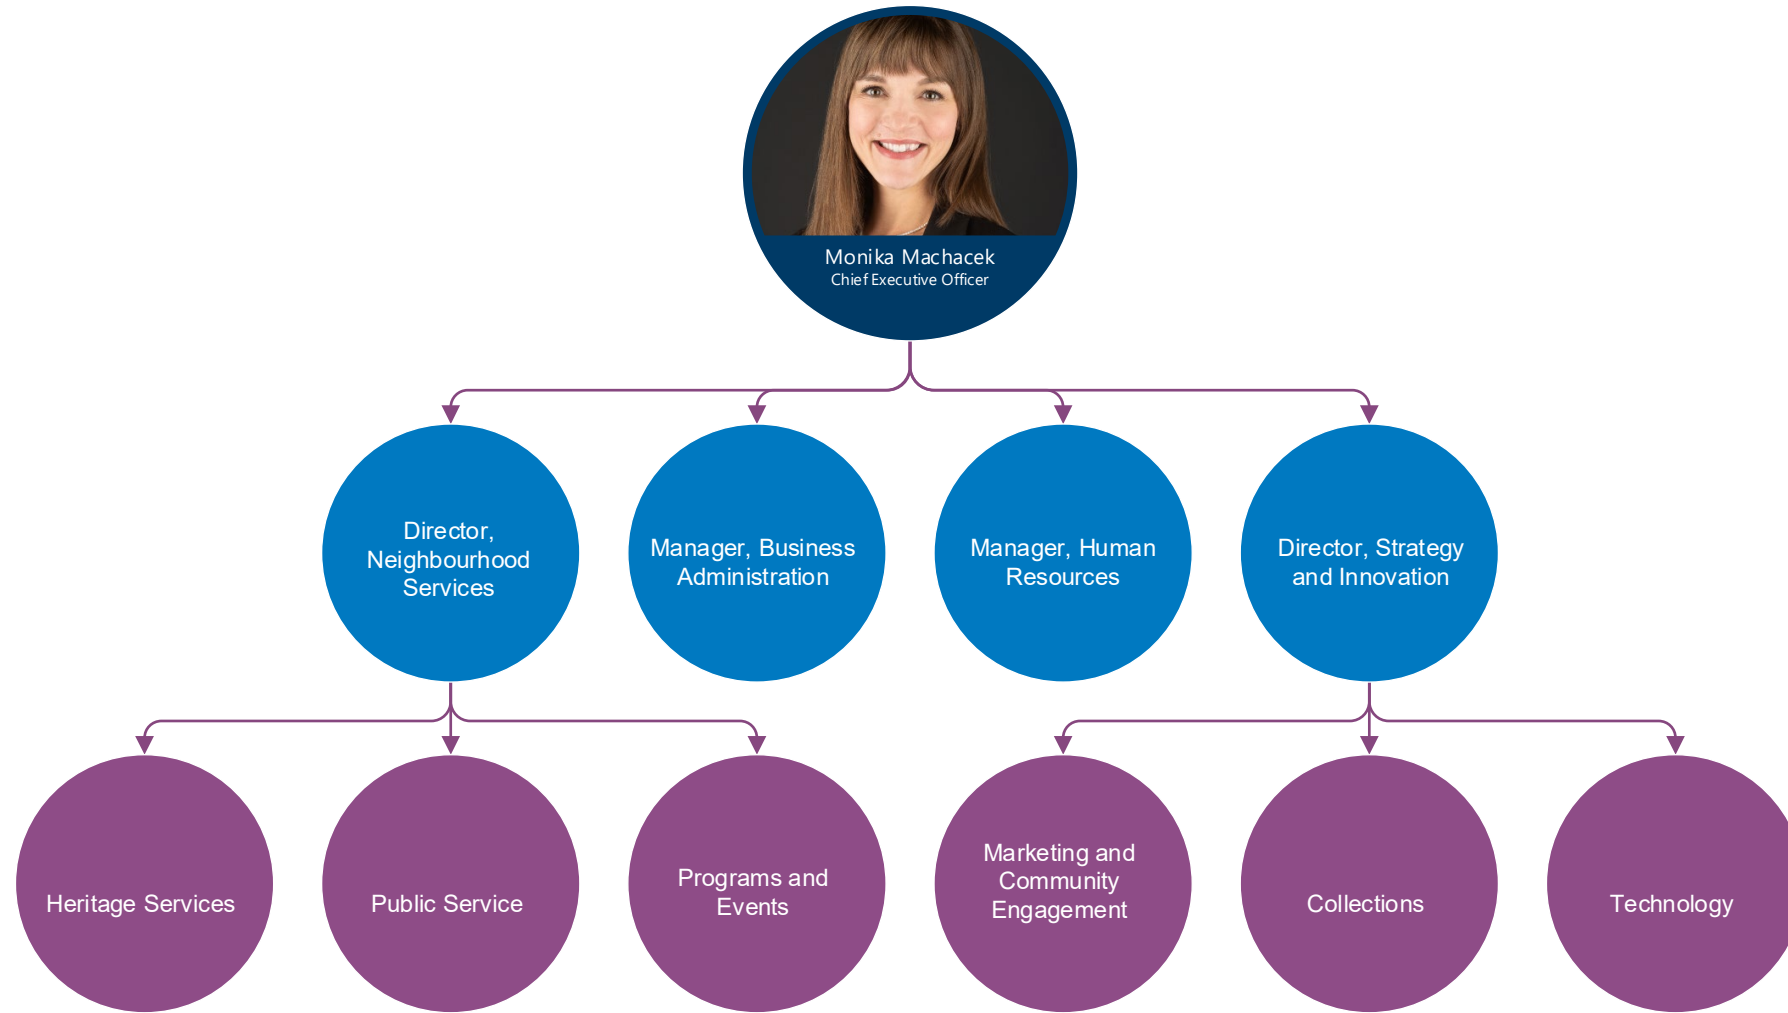 Monika Machacek
Chief Executive Officer
Director,
Neighbourhood
Services
Manager, Business
Administration
Manager, Human
Resources
Director, Strategy
and Innovation
Heritage Services
Public Service
Programs and
Events
Marketing and
Community
Engagement
Collections
Technology